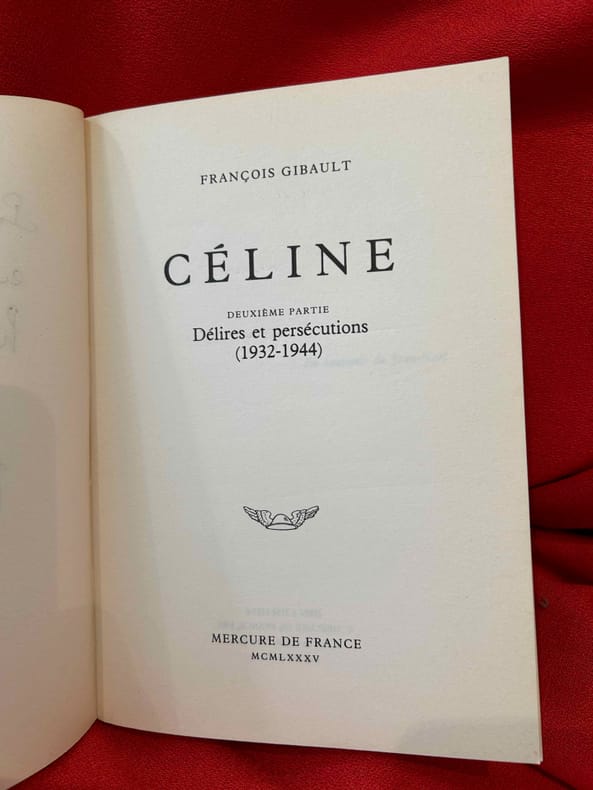 FRANÇOIS GIBAULT
CÉLINE
DEUXIÈME PARTIE
Délires et persécutions
(1932-1944)
MERCURE DE FRANCE
MCMLXXXV